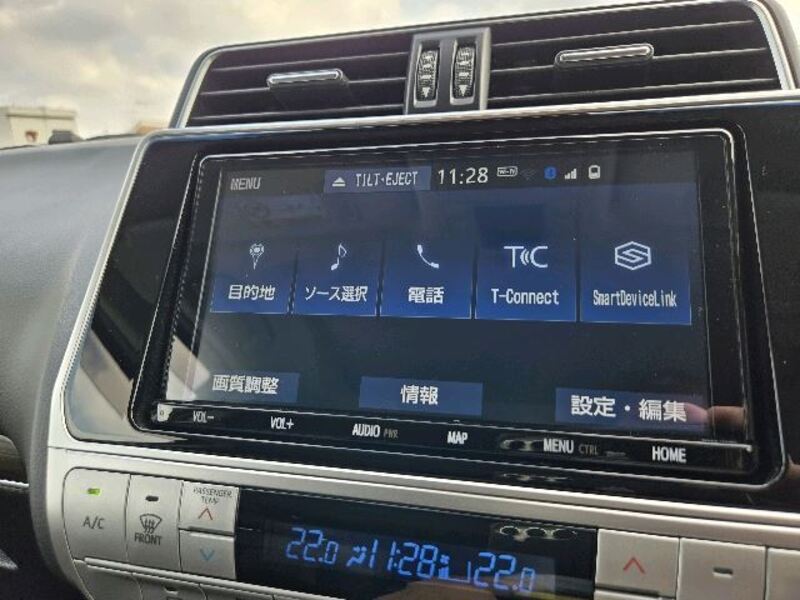 MENU TILT・EJECT 11:28 Wi-Fi
目的地 ソース選択 電話 T-Connect SmartDeviceLink
画質調整 情報 設定・編集
VOL- VOL+ AUDIO PWR MAP MENU CTRL HOME
A/C FRONT PASSENGER TEMP
22.0 11:28 22.0